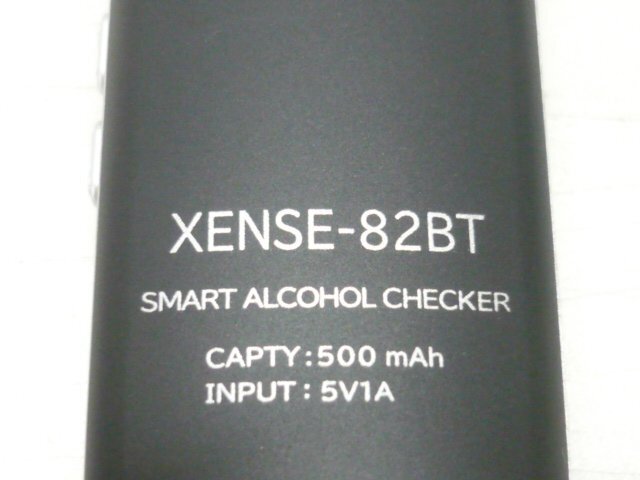 XENSE-82BT
SMART ALCOHOL CHECKER
CAPTY:500 mAh
INPUT: 5V1A